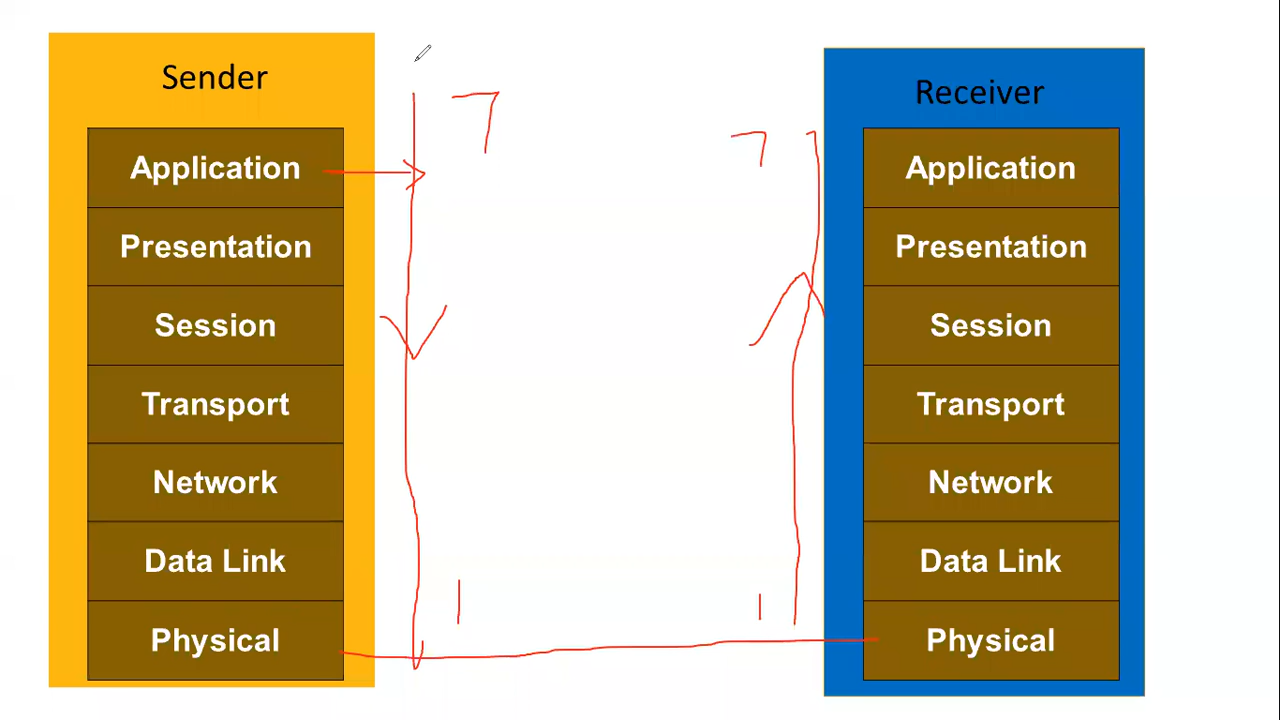 Sender
Application
Presentation
Session
Transport
Network
Data Link
Physical
7
1
7
1
Receiver
Application
Presentation
Session
Transport
Network
Data Link
Physical